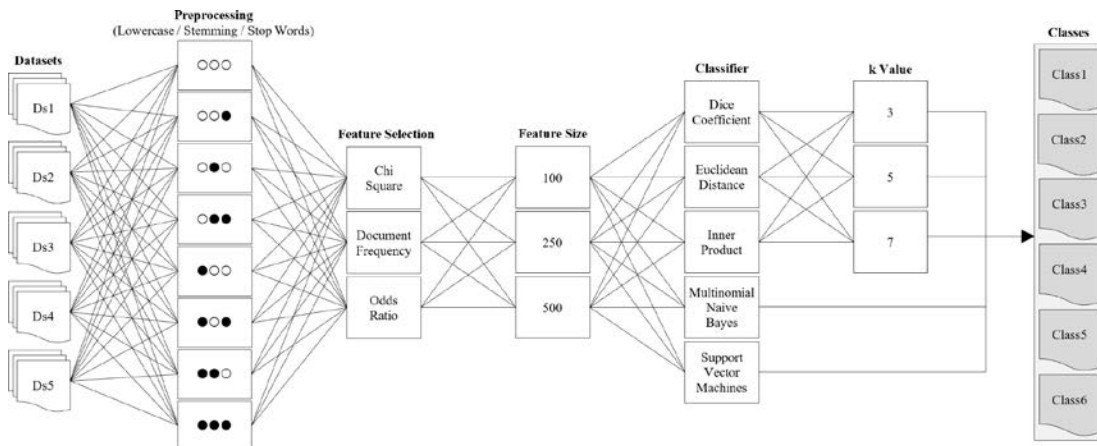 Preprocessing
(Lowercase / Stemming / Stop Words)
Datasets
Ds1
Ds2
Ds3
Ds4
Ds5
Feature Selection
Chi
Square
Document
Frequency
Odds
Ratio
Feature Size
100
250
500
Classifier
Dice
Coefficient
Euclidean
Distance
Inner
Product
Multinomial
Naive
Bayes
Support
Vector
Machines
k Value
3
5
7
Classes
Class1
Class2
Class3
Class4
Class5
Class6